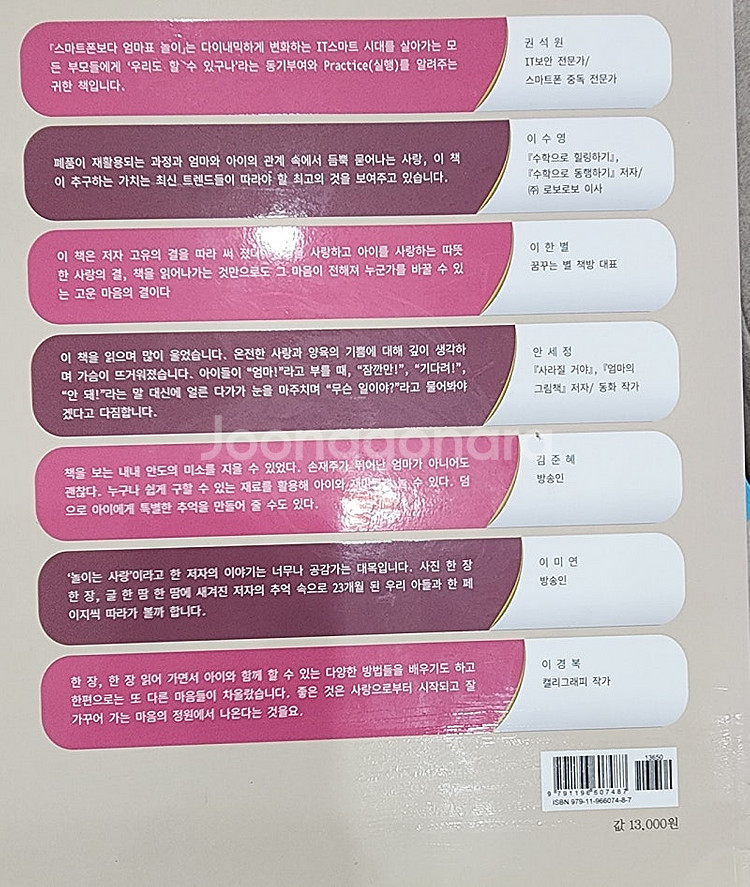 『스마트폰보다 엄마표 놀이』는 다이내믹하게 변화하는 IT스마트 시대를 살아가는 모
든 부모들에게 '우리도 할 수 있구나'라는 동기부여와 Practice(실행)를 알려주는
귀한 책입니다.
권석원
IT보안 전문가/
스마트폰 중독 전문가
폐품이 재활용되는 과정과 엄마와 아이의 관계 속에서 듬뿍 묻어나는 사랑, 이 책
이 추구하는 가치는 최신 트렌드들이 따라야 할 최고의 것을 보여주고 있습니다.
이수영
『수학으로 힐링하기』,
『수학으로 동행하기』 저자/
㈜ 로보로보 이사
이 책은 저자 고유의 결을 따라 써 졌다. 사랑하고 아이를 사랑하는 따뜻
한 사랑의 결, 책을 읽어나가는 것만으로도 그 마음이 전해져 누군가를 바꿀 수 있
는 고운 마음의 결이다
이한별
꿈꾸는 별 책방 대표
이 책을 읽으며 많이 울었습니다. 온전한 사랑과 양육의 기쁨에 대해 깊이 생각하
며 가슴이 뜨거워졌습니다. 아이들이 "엄마!"라고 부를 때, "잠깐만!", "기다려!",
"안 돼!"라는 말 대신에 얼른 다가가 눈을 마주치며 "무슨 일이야?"라고 물어봐야
겠다고 다짐합니다.
안세정
『사라질 거야』, 『엄마의
그림책』 저자/ 동화 작가
Joonggonara
책을 보는 내내 안도의 미소를 지을 수 있었다. 손재주가 뛰어난 엄마가 아니어도
괜찮다. 누구나 쉽게 구할 수 있는 재료를 활용해 아이와 수 있다. 덤
으로 아이에게 특별한 추억을 만들어 줄 수도 있다.
김준혜
방송인
'놀이는 사랑'이라고 한 저자의 이야기는 너무나 공감가는 대목입니다. 사진 한 장
한 장, 글 한 땀 한 땀에 새겨진 저자의 추억 속으로 23개월 된 우리 아들과 한 페
이지씩 따라가 볼까 합니다.
이미연
방송인
한 장, 한 장 읽어 가면서 아이와 함께 할 수 있는 다양한 방법들을 배우기도 하고
한편으로는 또 다른 마음들이 차올랐습니다. 좋은 것은 사랑으로부터 시작되고 잘
가꾸어 가는 마음의 정원에서 나온다는 것을요.
이경복
캘리그래피 작가
13650
9 791196 607487
ISBN 979-11-966074-8-7
값 13,000원